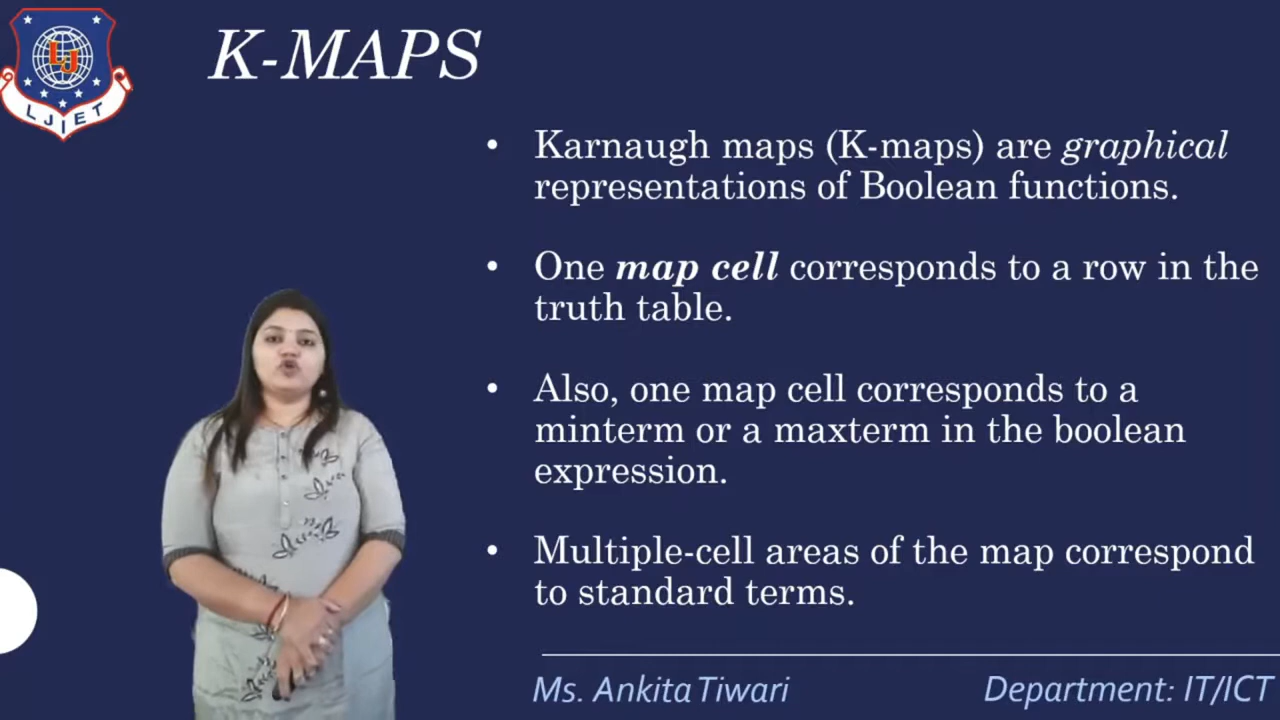 LJ
LJIET
K-MAPS
• Karnaugh maps (K-maps) are graphical
representations of Boolean functions.
• One map cell corresponds to a row in the
truth table.
• Also, one map cell corresponds to a
minterm or a maxterm in the boolean
expression.
• Multiple-cell areas of the map correspond
to standard terms.
Ms. Ankita Tiwari
Department: IT/ICT